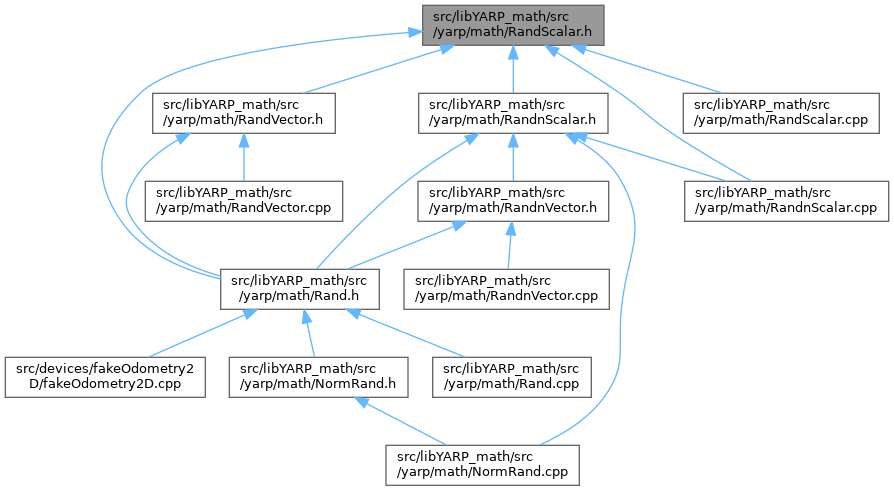 src/libYARP_math/src
/yarp/math/RandScalar.h
src/libYARP_math/src
/yarp/math/RandVector.h
src/libYARP_math/src
/yarp/math/RandnScalar.h
src/libYARP_math/src
/yarp/math/RandScalar.cpp
src/libYARP_math/src
/yarp/math/RandVector.cpp
src/libYARP_math/src
/yarp/math/RandnVector.h
src/libYARP_math/src
/yarp/math/RandnScalar.cpp
src/libYARP_math/src
/yarp/math/Rand.h
src/libYARP_math/src
/yarp/math/RandnVector.cpp
src/devices/fakeOdometry2
D/fakeOdometry2D.cpp
src/libYARP_math/src
/yarp/math/NormRand.h
src/libYARP_math/src
/yarp/math/Rand.cpp
src/libYARP_math/src
/yarp/math/NormRand.cpp